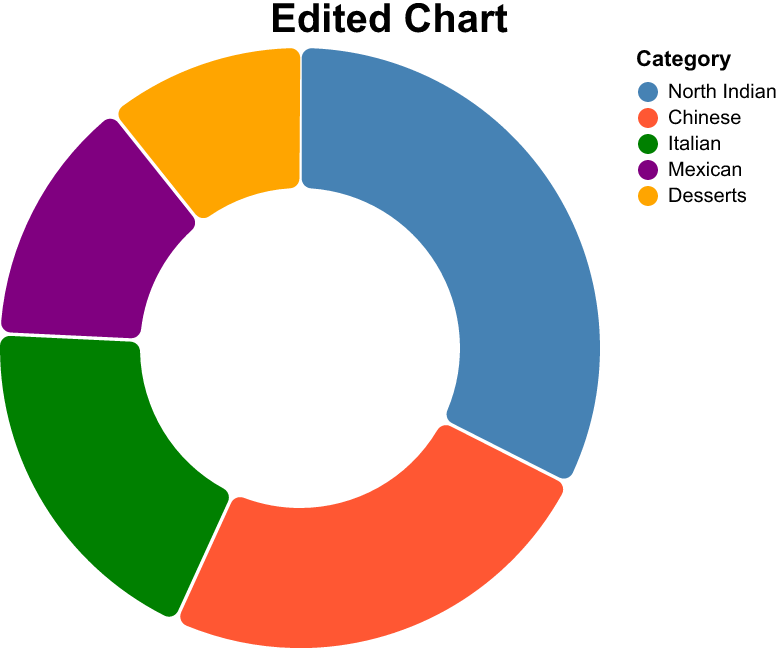 Edited Chart
Category
North Indian
Chinese
Italian
Mexican
Desserts